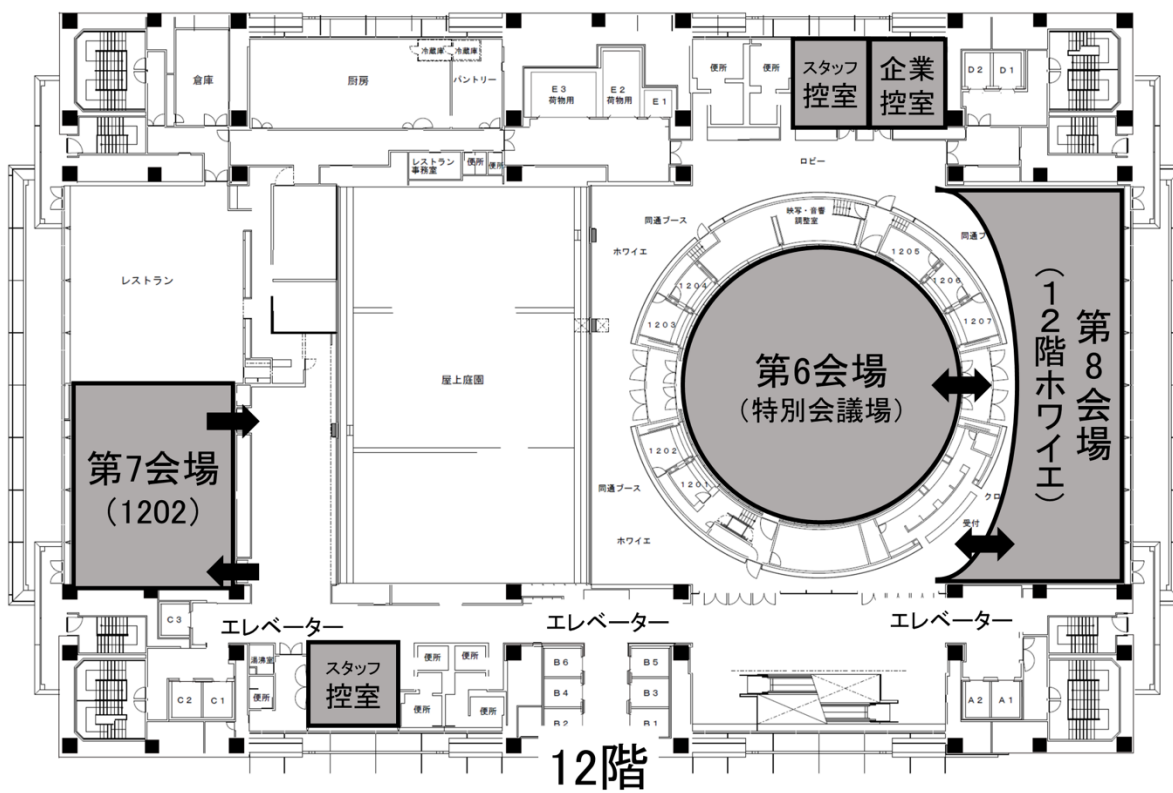 冷蔵庫
冷蔵庫
倉庫
厨房
パントリー
E3
荷物用
E2
荷物用
E1
便所
便所
スタッフ
控室
企業
控室
D2
D1
レストラン
事務室
便所
便所
ロビー
同通ブース
映写・音響
調整室
同通ブ
ホワイエ
1205
1204
1206
レストラン
1203
1207
第8会場
(12階ホワイエ)
屋上庭園
第6会場
(特別会議場)
第7会場
(1202)
1202
1201
同通ブース
クロ
受付
ホワイエ
C3
エレベーター
エレベーター
エレベーター
湯沸室
便所
スタッフ
控室
便所
便所
便所
便所
B6
B5
B4
B3
B2
B1
C2
C1
A2
A1
12階